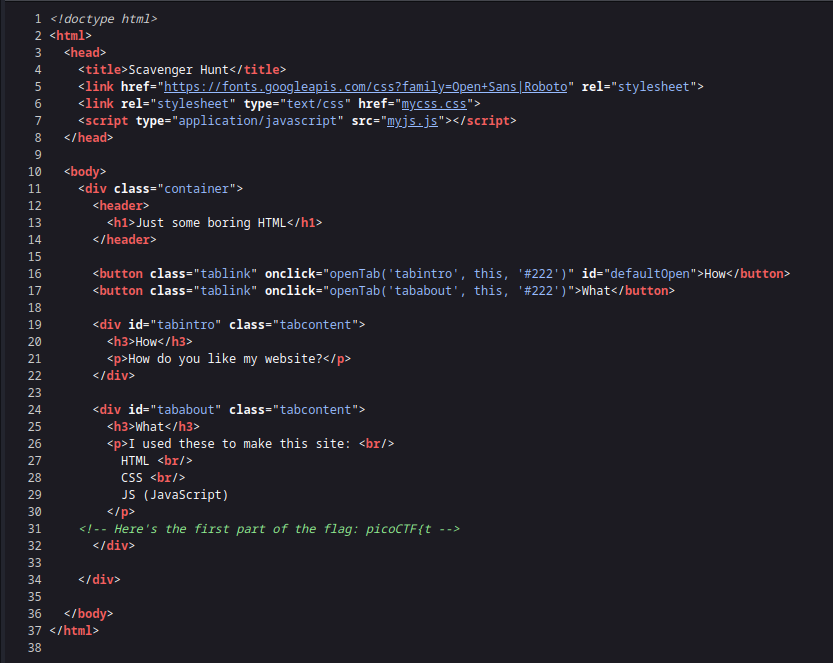 1 <!doctype html>
2 <html>
3   <head>
4     <title>Scavenger Hunt</title>
5     <link href="https://fonts.googleapis.com/css?family=Open+Sans|Roboto" rel="stylesheet">
6     <link rel="stylesheet" type="text/css" href="mycss.css">
7     <script type="application/javascript" src="myjs.js"></script>
8   </head>
9
10   <body>
11     <div class="container">
12       <header>
13         <h1>Just some boring HTML</h1>
14       </header>
15
16       <button class="tablink" onclick="openTab('tabintro', this, '#222')" id="defaultOpen">How</button>
17       <button class="tablink" onclick="openTab('tababout', this, '#222')">What</button>
18
19       <div id="tabintro" class="tabcontent">
20         <h3>How</h3>
21         <p>How do you like my website?</p>
22       </div>
23
24       <div id="tababout" class="tabcontent">
25         <h3>What</h3>
26         <p>I used these to make this site: <br/>
27           HTML <br/>
28           CSS <br/>
29           JS (JavaScript)
30         </p>
31     <!-- Here's the first part of the flag: picoCTF{t -->
32       </div>
33
34     </div>
35
36   </body>
37 </html>
38